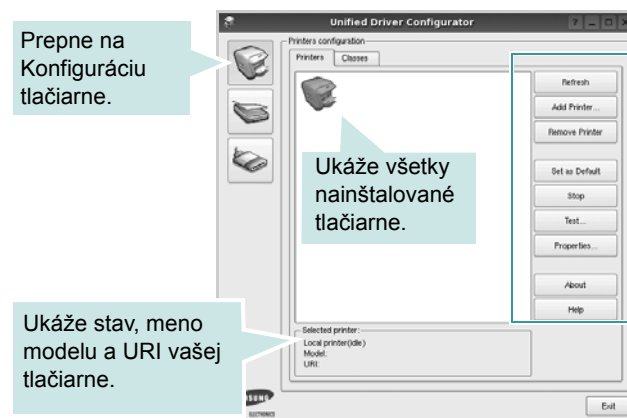 Unified Driver Configurator
Prepne na
Konfiguráciu
tlačiarne.
Printers configuration
Printers
Classes
Refresh
Add Printer...
Remove Printer
Set as Default
Stop
Test...
Properties...
About
Help
Ukáže všetky
nainštalované
tlačiarne.
Ukáže stav, meno
modelu a URI vašej
tlačiarne.
Selected printer:
Local printer(idle)
Model:
URI:
ELECTRONICS
Exit